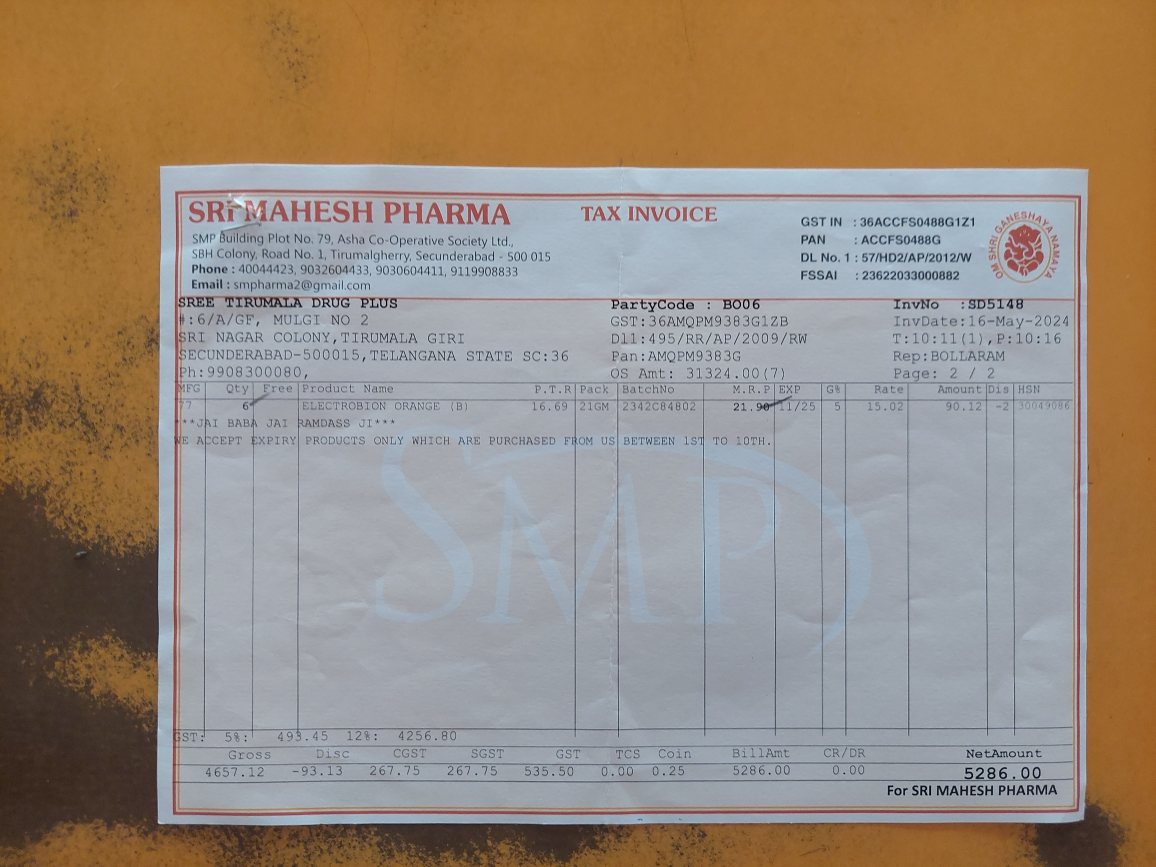 SRI MAHESH PHARMA
TAX INVOICE
SMP Building Plot No. 79, Asha Co-Operative Society Ltd.,
SBH Colony, Road No. 1, Tirumalgherry, Secunderabad - 500 015
Phone : 40044423, 9032604433, 9030604411, 9119908833
Email : smpharma2@gmail.com
GST IN : 36ACCFS0488G1Z1
PAN : ACCFS0488G
DL No. 1 : 57/HD2/AP/2012/W
FSSAI : 23622033000882
OM SHRI GANESHAYA NAMAYA
SREE TIRUMALA DRUG PLUS
#:6/A/GF, MULGI NO 2
SRI NAGAR COLONY,TIRUMALA GIRI
SECUNDERABAD-500015,TELANGANA STATE SC:36
Ph:9908300080,
PartyCode : BO06
GST:36AMQPM9383G1ZB
Dl1:495/RR/AP/2009/RW
Pan:AMQPM9383G
OS Amt: 31324.00(7)
InvNo :SD5148
InvDate:16-May-2024
T:10:11(1),P:10:16
Rep:BOLLARAM
Page: 2 / 2
MFG Qty Free Product Name P.T.R Pack BatchNo M.R.P EXP G% Rate Amount Dis HSN
77 6 ELECTROBION ORANGE (B) 16.69 21GM 2342C84802 21.90 11/25 5 15.02 90.12 -2 30049086
***JAI BABA JAI RAMDASS JI***
WE ACCEPT EXPIRY PRODUCTS ONLY WHICH ARE PURCHASED FROM US BETWEEN 1ST TO 10TH.
SMP
GST: 5%: 493.45 12%: 4256.80
Gross Disc CGST SGST GST TCS Coin BillAmt CR/DR NetAmount
4657.12 -93.13 267.75 267.75 535.50 0.00 0.25 5286.00 0.00 5286.00
For SRI MAHESH PHARMA